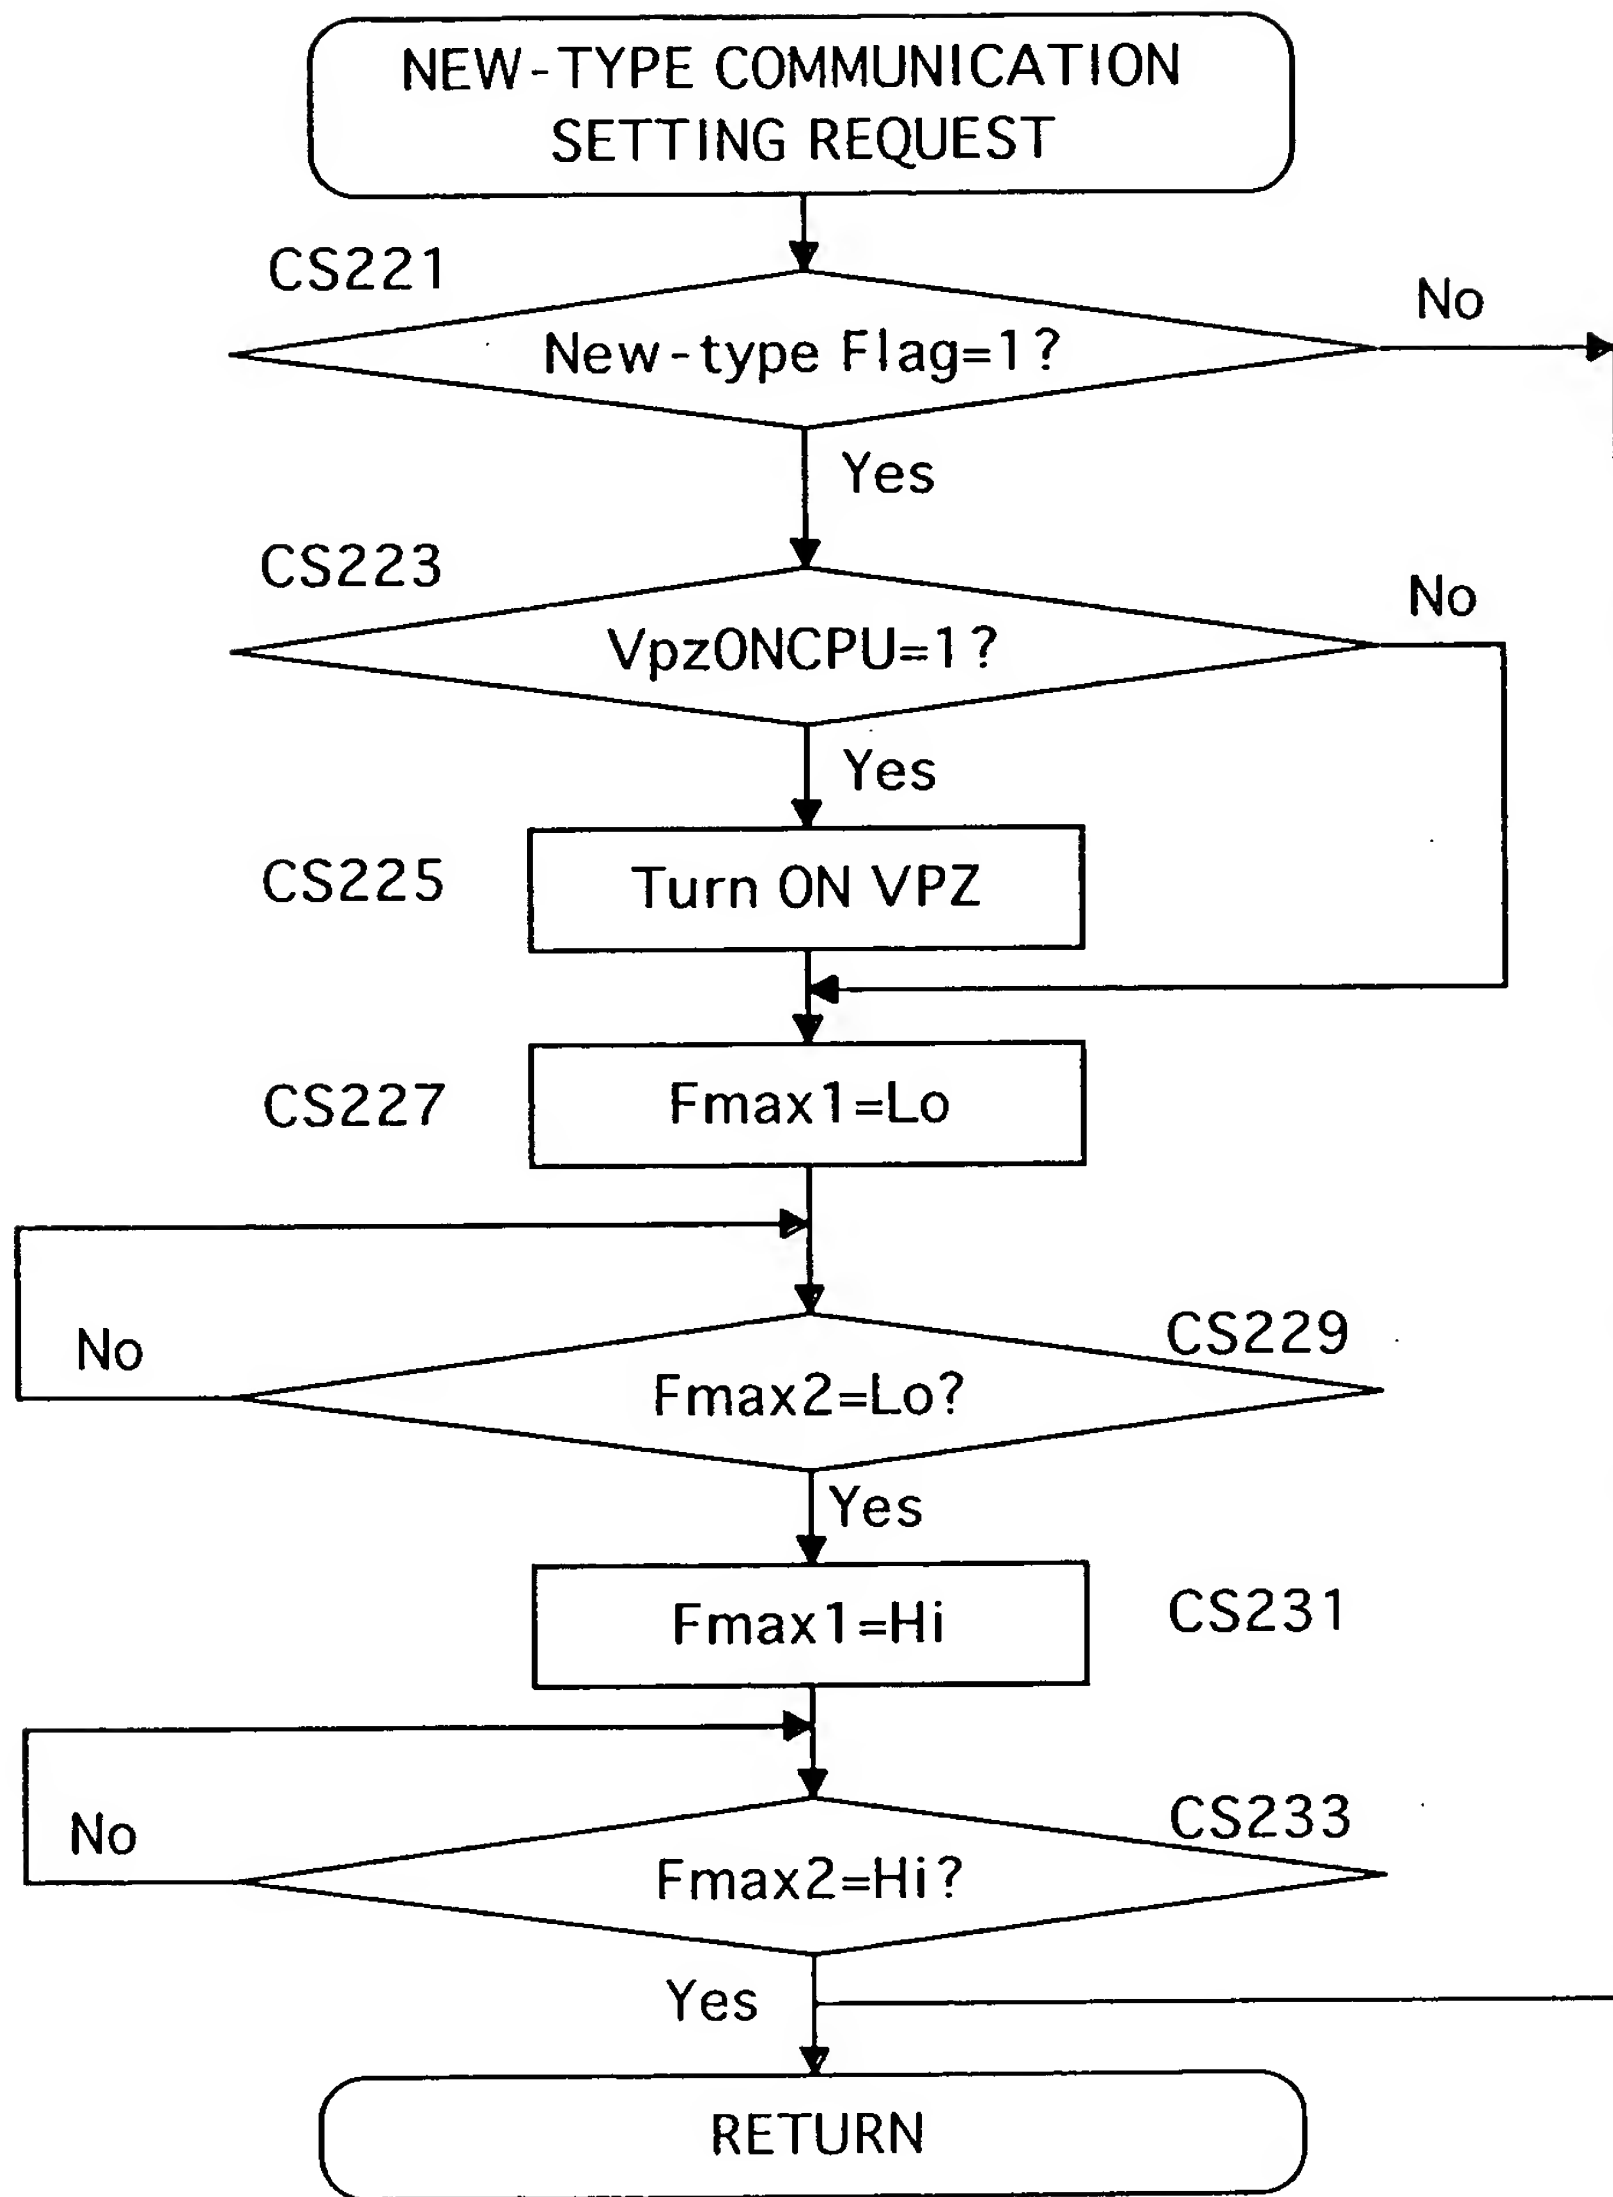 NEW-TYPE COMMUNICATION
SETTING REQUEST
CS221
No
New-type Flag=1?
Yes
CS223
No
VpzONCPU=1?
Yes
CS225
Turn ON VPZ
CS227
Fmax1=Lo
CS229
No
Fmax2=Lo?
Yes
Fmax1=Hi
CS231
CS233
No
Fmax2=Hi?
Yes
RETURN